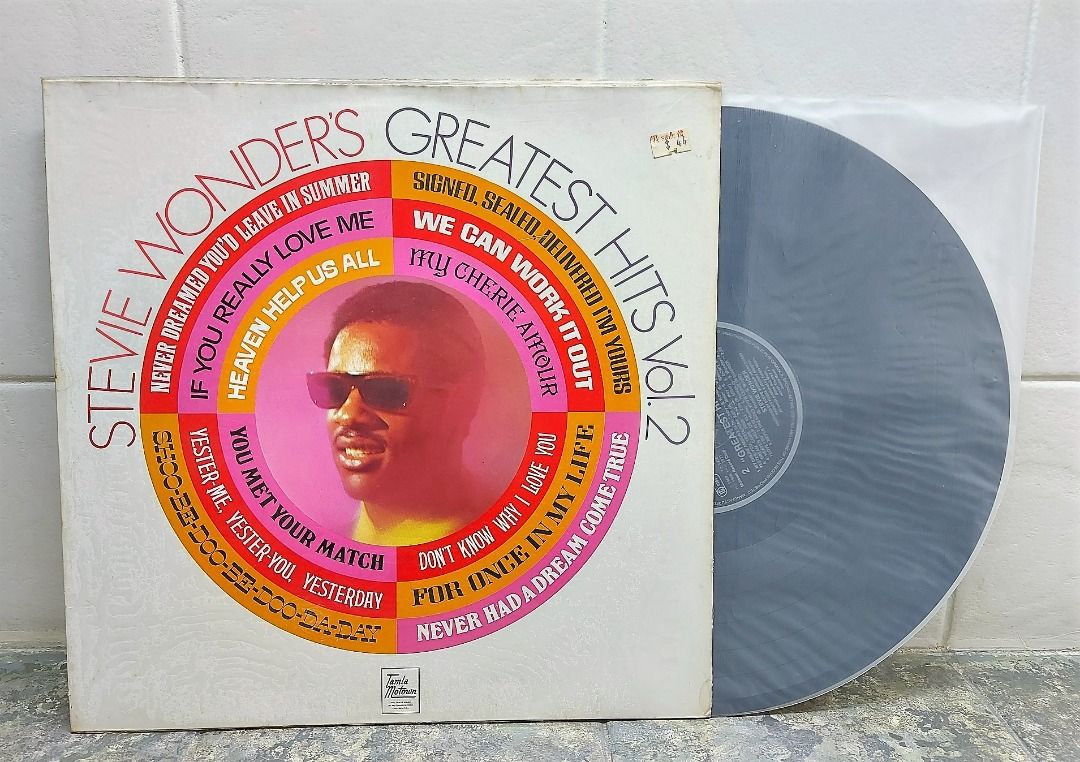 STEVIE WONDER'S GREATEST HITS Vol. 2
NEVER DREAMED YOU'D LEAVE IN SUMMER
SIGNED, SEALED, DELIVERED I'M YOURS
IF YOU REALLY LOVE ME
WE CAN WORK IT OUT
HEAVEN HELP US ALL
MY CHERIE AMOUR
YOU MET YOUR MATCH
DON'T KNOW WHY I LOVE YOU
YESTER-ME, YESTER-YOU, YESTERDAY
FOR ONCE IN MY LIFE
SHOO-BE-DOO-BE-DOO-DA-DAY
NEVER HAD A DREAM COME TRUE
Tamla
Motown
2 GREATEST